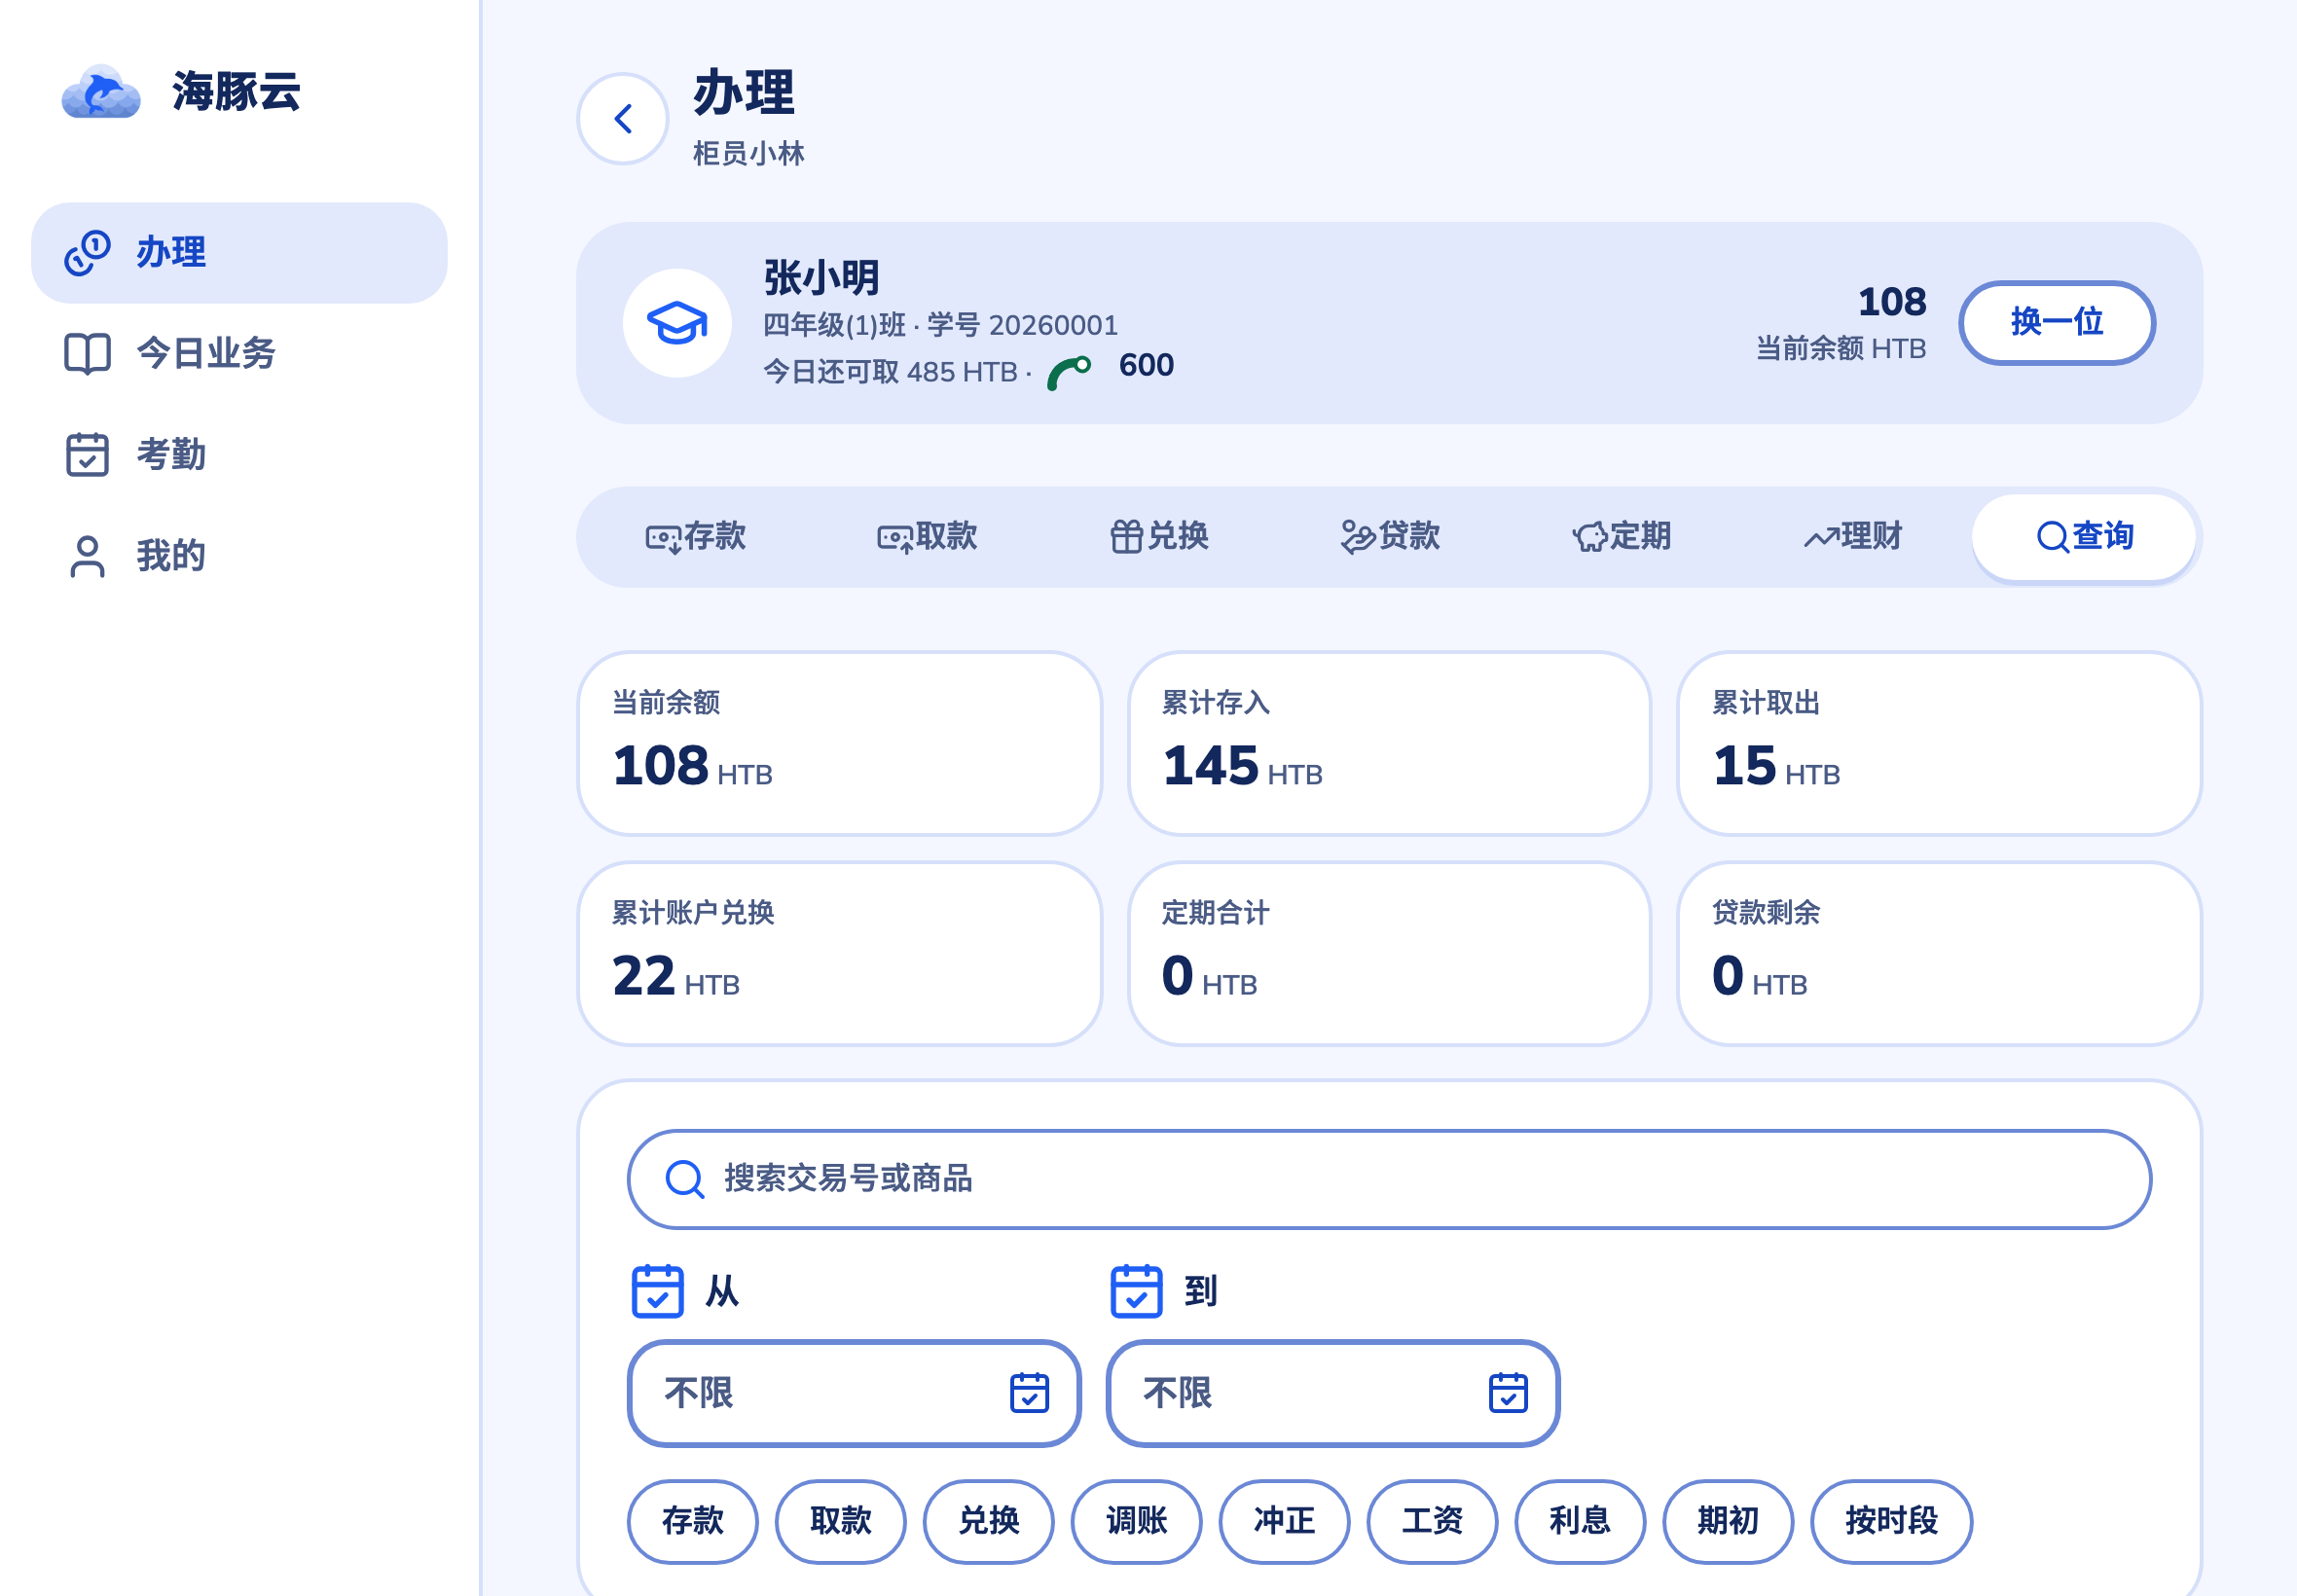 海豚云
办理
今日业务
考勤
我的
办理
柜员小林
张小明
四年级(1)班 · 学号 20260001
今日还可取 485 HTB · 600
108
当前余额 HTB
换一位
存款 取款 兑换 贷款 定期 理财 查询
当前余额
108 HTB
累计存入
145 HTB
累计取出
15 HTB
累计账户兑换
22 HTB
定期合计
0 HTB
贷款剩余
0 HTB
搜索交易号或商品
从
不限
到
不限
存款 取款 兑换 调账 冲正 工资 利息 期初 按时段